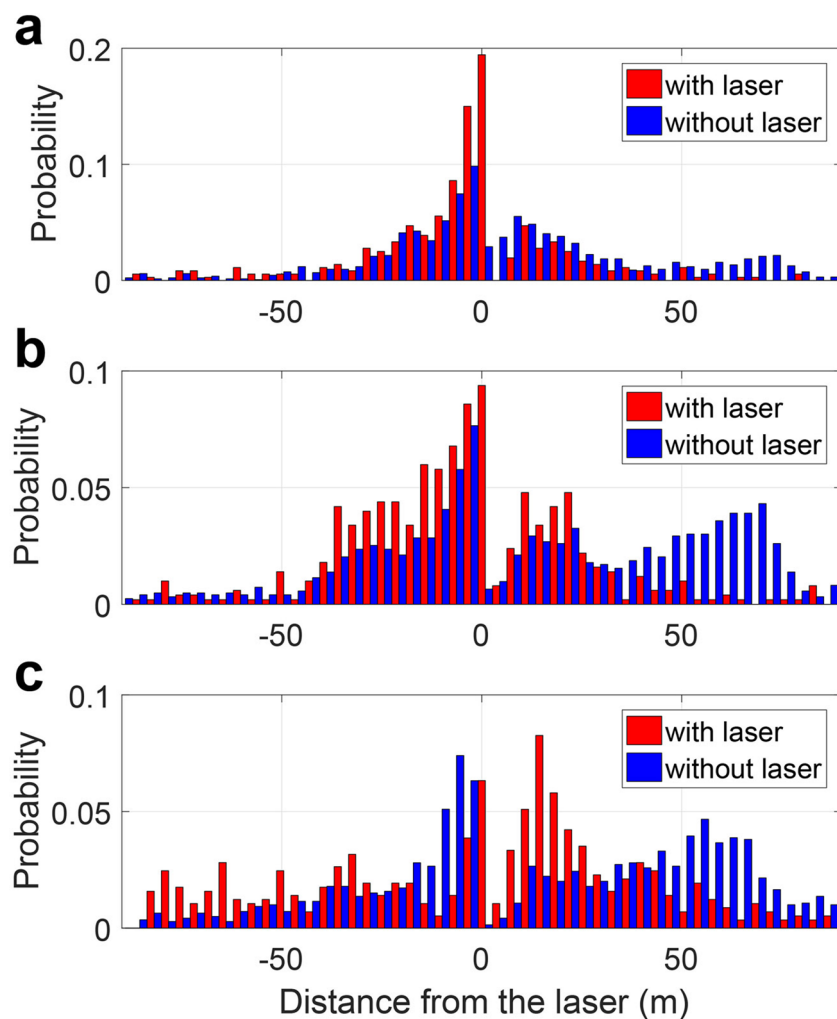 a
0.2
0.1
0
Probability
with laser
without laser
-50
0
50
b
0.1
0.05
0
Probability
with laser
without laser
-50
0
50
c
0.1
0.05
0
Probability
with laser
without laser
-50
0
50
Distance from the laser (m)